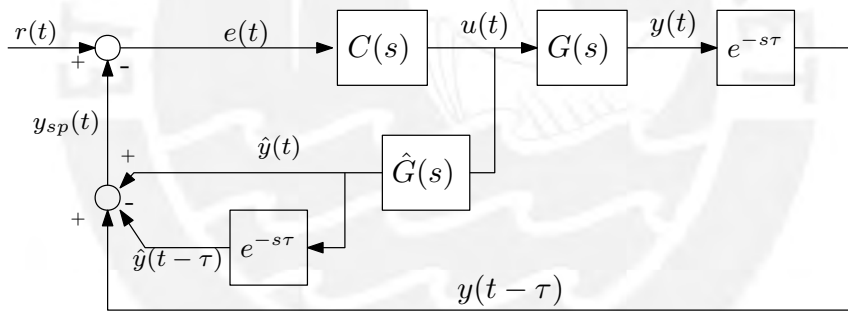 r(t)
+
-
e(t)
C(s)
u(t)
G(s)
y(t)
e^{-sτ}
y_{sp}(t)
+
ŷ(t)
Ĝ(s)
-
+
ŷ(t − τ)
e^{-sτ}
y(t − τ)